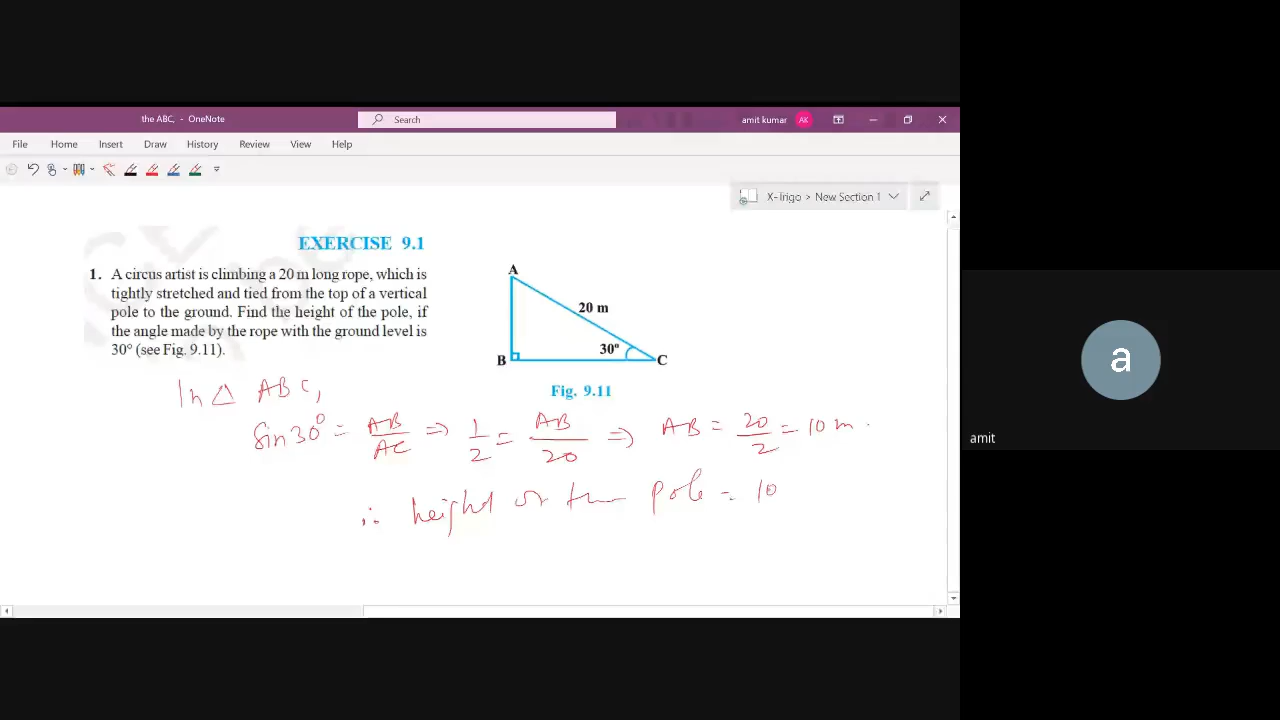 the ABC, - OneNote
Search
amit kumar AK
File Home Insert Draw History Review View Help
X-Trigo > New Section 1
EXERCISE 9.1
1. A circus artist is climbing a 20 m long rope, which is
tightly stretched and tied from the top of a vertical
pole to the ground. Find the height of the pole, if
the angle made by the rope with the ground level is
30° (see Fig. 9.11).
A
20 m
30°
B
C
Fig. 9.11
In △ ABC,
Sin30° = AB/AC ⇒ 1/2 = AB/20 ⇒ AB = 20/2 = 10 m.
∴ height of the pole = 10
a
amit